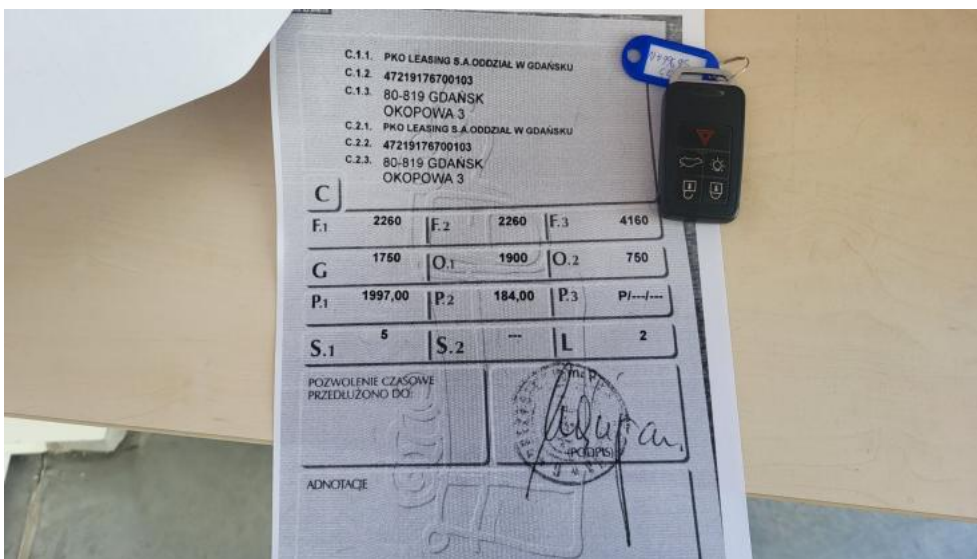 C.1.1. PKO LEASING S.A.ODDZIAŁ W GDAŃSKU
C.1.2. 47219176700103
C.1.3. 80-819 GDAŃSK
OKOPOWA 3
C.2.1. PKO LEASING S.A.ODDZIAŁ W GDAŃSKU
C.2.2. 47219176700103
C.2.3. 80-819 GDAŃSK
OKOPOWA 3
C
F.1 2260 F.2 2260 F.3 4160
G 1750 O.1 1900 O.2 750
P.1 1997,00 P.2 184,00 P.3 P/---/---
S.1 5 S.2 --- L 2
POZWOLENIE CZASOWE
PRZEDŁUŻONO DO:
(PODPIS)
ADNOTACJE